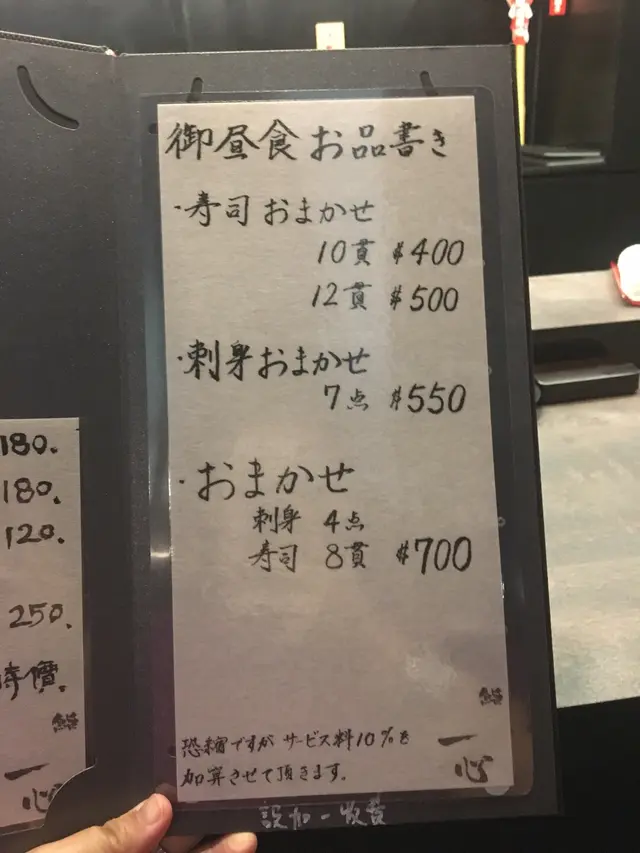 御昼食お品書き
・寿司おまかせ
10貫 $400
12貫 $500
・刺身おまかせ
7点 $550
・おまかせ
刺身 4点
寿司 8貫 $700
恐縮ですが サービス料10%を
加算させて頂きます。
鮨
一心
設加一收費
180.
180.
120.
250.
時價.
鮨
一心